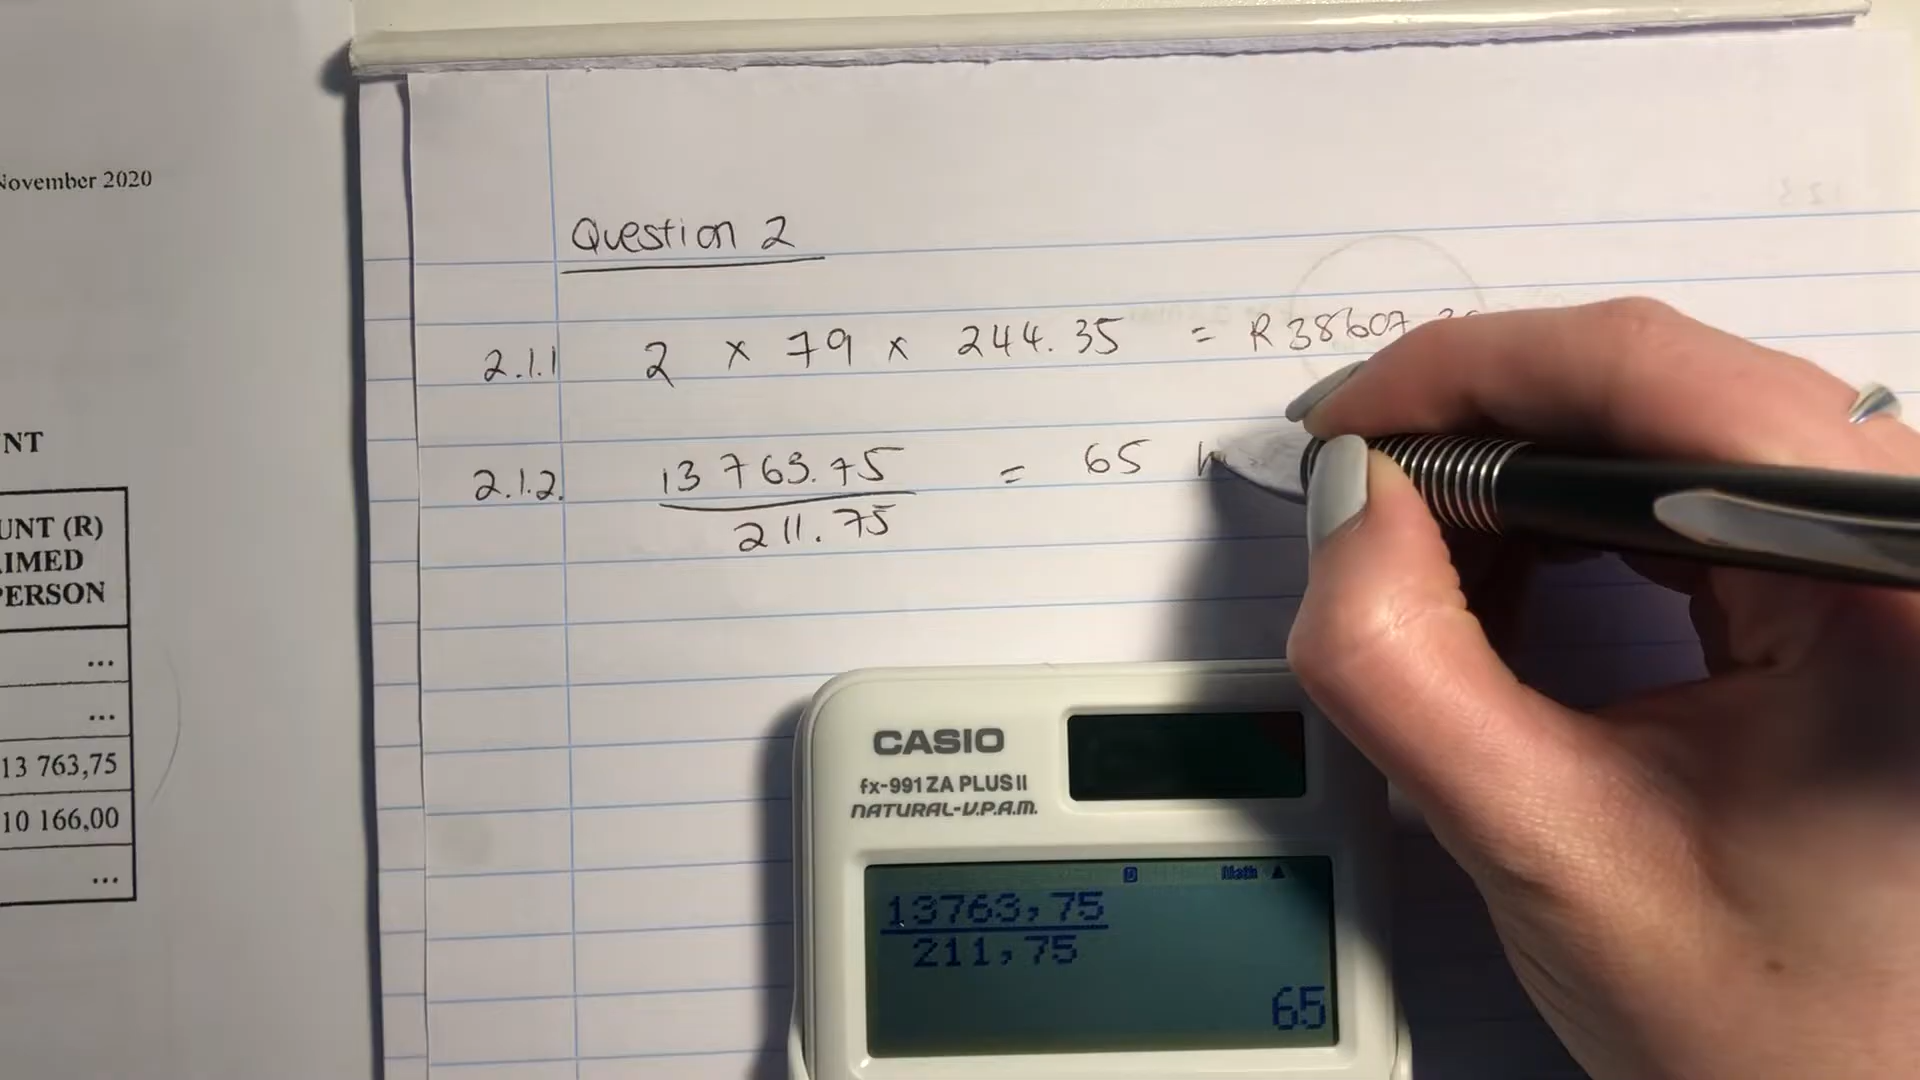 November 2020
NT
UNT (R)
IMED
PERSON
...
...
13 763,75
10 166,00
...
Question 2
2.1.1 2 x 79 x 244.35 = R38607
2.1.2. 13 763.75 = 65
211.75
CASIO
fx-991ZA PLUS II
NATURAL-V.P.A.M.
D Math ▲
13763,75
211,75
65